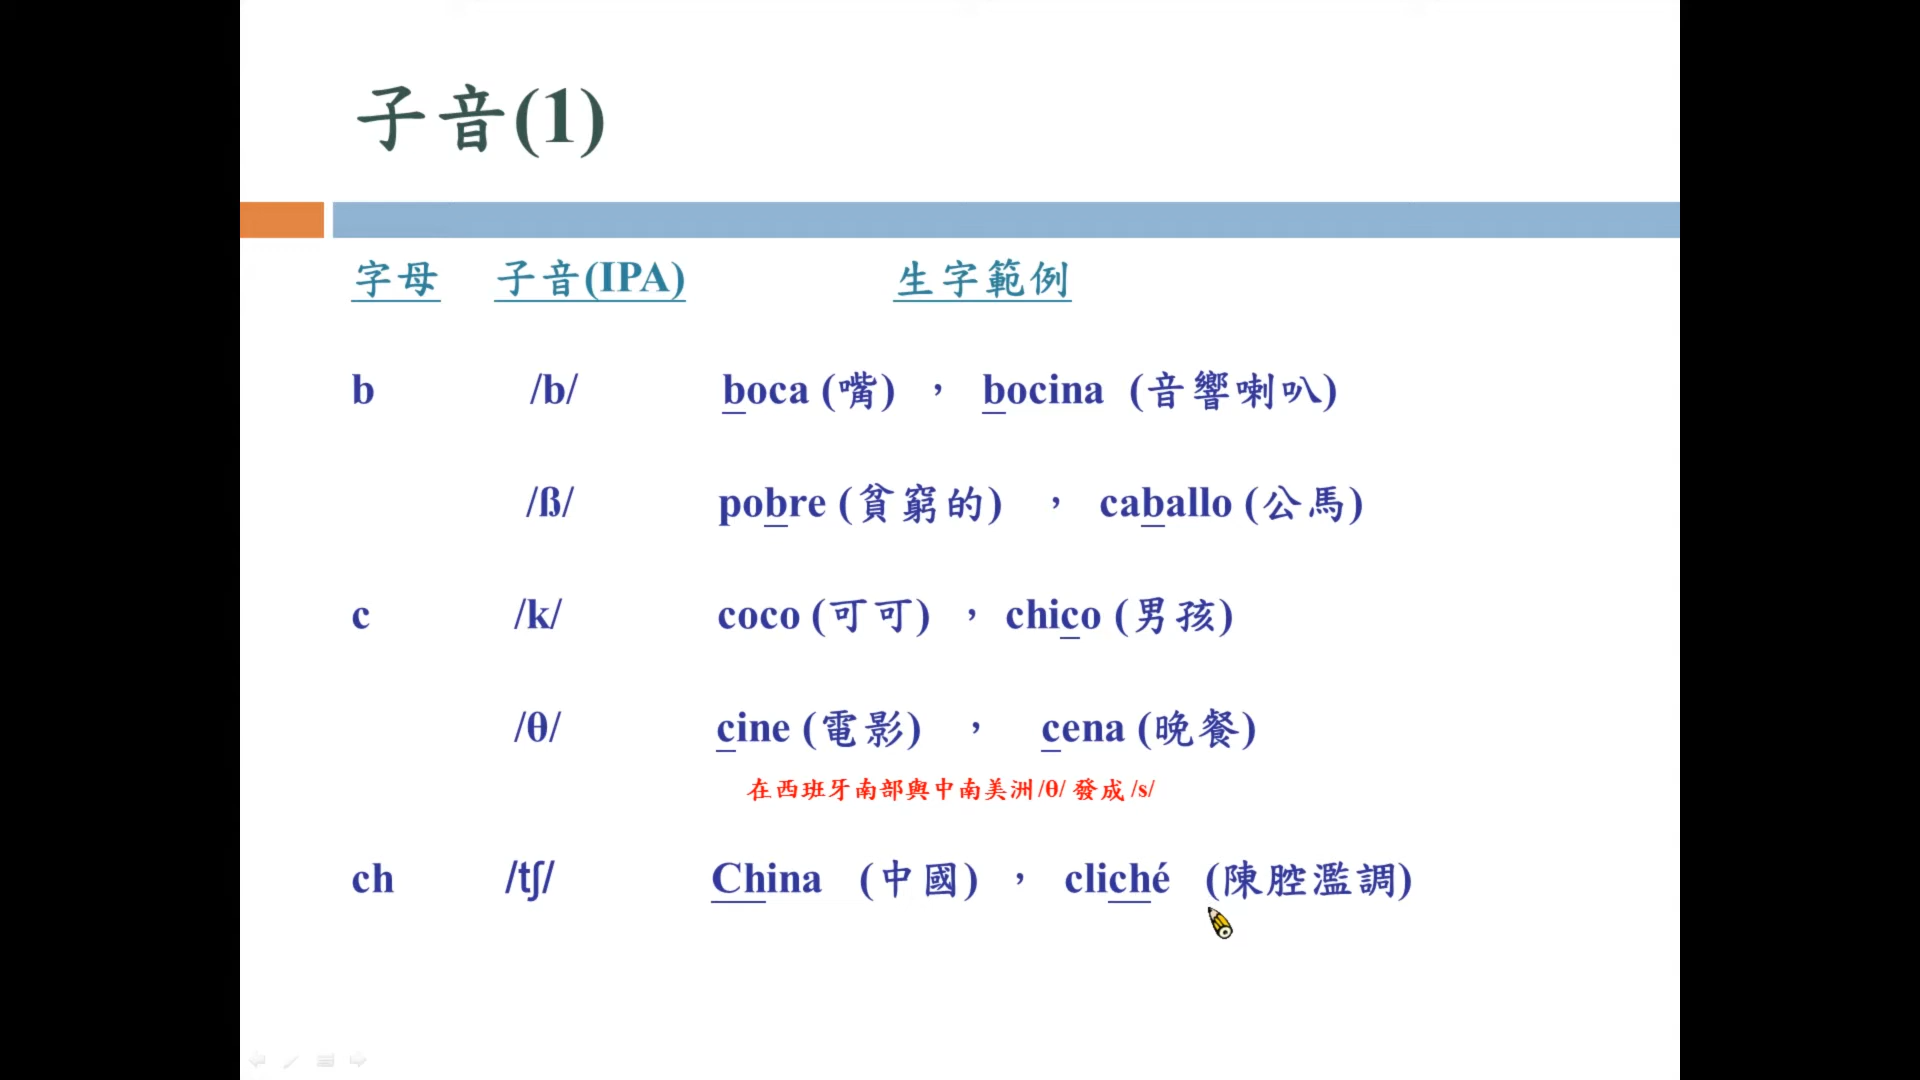 子音(1)
字母 子音(IPA) 生字範例
b /b/ boca (嘴) , bocina (音響喇叭)
/ß/ pobre (貧窮的) , caballo (公馬)
c /k/ coco (可可) , chico (男孩)
/θ/ cine (電影) , cena (晚餐)
在西班牙南部與中南美洲/θ/ 發成 /s/
ch /tʃ/ China (中國) , cliché (陳腔濫調)